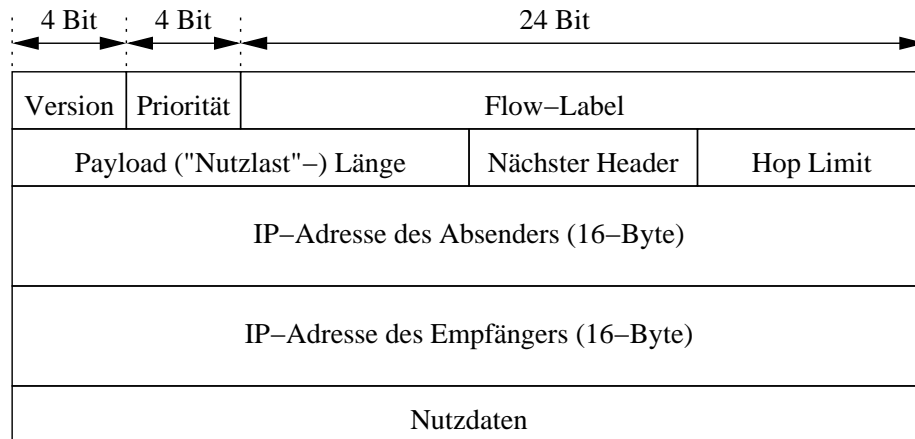 4 Bit 4 Bit 24 Bit
Version Priorität Flow–Label
Payload ("Nutzlast"–) Länge Nächster Header Hop Limit
IP–Adresse des Absenders (16–Byte)
IP–Adresse des Empfängers (16–Byte)
Nutzdaten